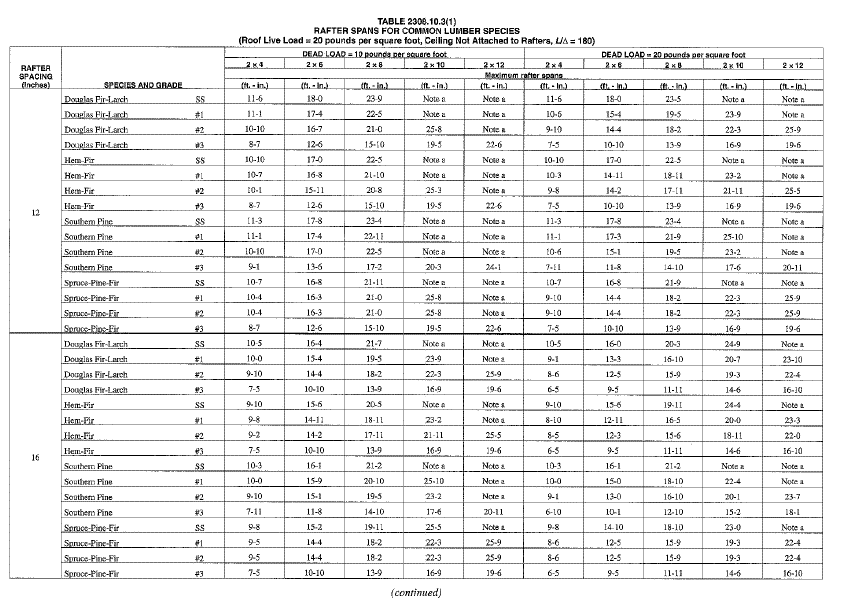 TABLE 2308.10.3(1)
RAFTER SPANS FOR COMMON LUMBER SPECIES
(Roof Live Load = 20 pounds per square foot, Ceiling Not Attached to Rafters, L/Δ = 180)
RAFTER SPACING (Inches) SPECIES AND GRADE DEAD LOAD = 10 pounds per square foot DEAD LOAD = 20 pounds per square foot
2 × 4 2 × 6 2 × 8 2 × 10 2 × 12 2 × 4 2 × 6 2 × 8 2 × 10 2 × 12
Maximum rafter spans
(ft. - in.) (ft. - in.) (ft. - in.) (ft. - in.) (ft. - in.) (ft. - in.) (ft. - in.) (ft. - in.) (ft. - in.) (ft. - in.)
12
Douglas Fir-Larch SS 11-6 18-0 23-9 Note a Note a 11-6 18-0 23-5 Note a Note a
Douglas Fir-Larch #1 11-1 17-4 22-5 Note a Note a 10-6 15-4 19-5 23-9 Note a
Douglas Fir-Larch #2 10-10 16-7 21-0 25-8 Note a 9-10 14-4 18-2 22-3 25-9
Douglas Fir-Larch #3 8-7 12-6 15-10 19-5 22-6 7-5 10-10 13-9 16-9 19-6
Hem-Fir SS 10-10 17-0 22-5 Note a Note a 10-10 17-0 22-5 Note a Note a
Hem-Fir #1 10-7 16-8 21-10 Note a Note a 10-3 14-11 18-11 23-2 Note a
Hem-Fir #2 10-1 15-11 20-8 25-3 Note a 9-8 14-2 17-11 21-11 25-5
Hem-Fir #3 8-7 12-6 15-10 19-5 22-6 7-5 10-10 13-9 16-9 19-6
Southern Pine SS 11-3 17-8 23-4 Note a Note a 11-3 17-8 23-4 Note a Note a
Southern Pine #1 11-1 17-4 22-11 Note a Note a 11-1 17-3 21-9 25-10 Note a
Southern Pine #2 10-10 17-0 22-5 Note a Note a 10-6 15-1 19-5 23-2 Note a
Southern Pine #3 9-1 13-6 17-2 20-3 24-1 7-11 11-8 14-10 17-6 20-11
Spruce-Pine-Fir SS 10-7 16-8 21-11 Note a Note a 10-7 16-8 21-9 Note a Note a
Spruce-Pine-Fir #1 10-4 16-3 21-0 25-8 Note a 9-10 14-4 18-2 22-3 25-9
Spruce-Pine-Fir #2 10-4 16-3 21-0 25-8 Note a 9-10 14-4 18-2 22-3 25-9
Spruce-Pine-Fir #3 8-7 12-6 15-10 19-5 22-6 7-5 10-10 13-9 16-9 19-6
16
Douglas Fir-Larch SS 10-5 16-4 21-7 Note a Note a 10-5 16-0 20-3 24-9 Note a
Douglas Fir-Larch #1 10-0 15-4 19-5 23-9 Note a 9-1 13-3 16-10 20-7 23-10
Douglas Fir-Larch #2 9-10 14-4 18-2 22-3 25-9 8-6 12-5 15-9 19-3 22-4
Douglas Fir-Larch #3 7-5 10-10 13-9 16-9 19-6 6-5 9-5 11-11 14-6 16-10
Hem-Fir SS 9-10 15-6 20-5 Note a Note a 9-10 15-6 19-11 24-4 Note a
Hem-Fir #1 9-8 14-11 18-11 23-2 Note a 8-10 12-11 16-5 20-0 23-3
Hem-Fir #2 9-2 14-2 17-11 21-11 25-5 8-5 12-3 15-6 18-11 22-0
Hem-Fir #3 7-5 10-10 13-9 16-9 19-6 6-5 9-5 11-11 14-6 16-10
Southern Pine SS 10-3 16-1 21-2 Note a Note a 10-3 16-1 21-2 Note a Note a
Southern Pine #1 10-0 15-9 20-10 25-10 Note a 10-0 15-0 18-10 22-4 Note a
Southern Pine #2 9-10 15-1 19-5 23-2 Note a 9-1 13-0 16-10 20-1 23-7
Southern Pine #3 7-11 11-8 14-10 17-6 20-11 6-10 10-1 12-10 15-2 18-1
Spruce-Pine-Fir SS 9-8 15-2 19-11 25-5 Note a 9-8 14-10 18-10 23-0 Note a
Spruce-Pine-Fir #1 9-5 14-4 18-2 22-3 25-9 8-6 12-5 15-9 19-3 22-4
Spruce-Pine-Fir #2 9-5 14-4 18-2 22-3 25-9 8-6 12-5 15-9 19-3 22-4
Spruce-Pine-Fir #3 7-5 10-10 13-9 16-9 19-6 6-5 9-5 11-11 14-6 16-10
(continued)